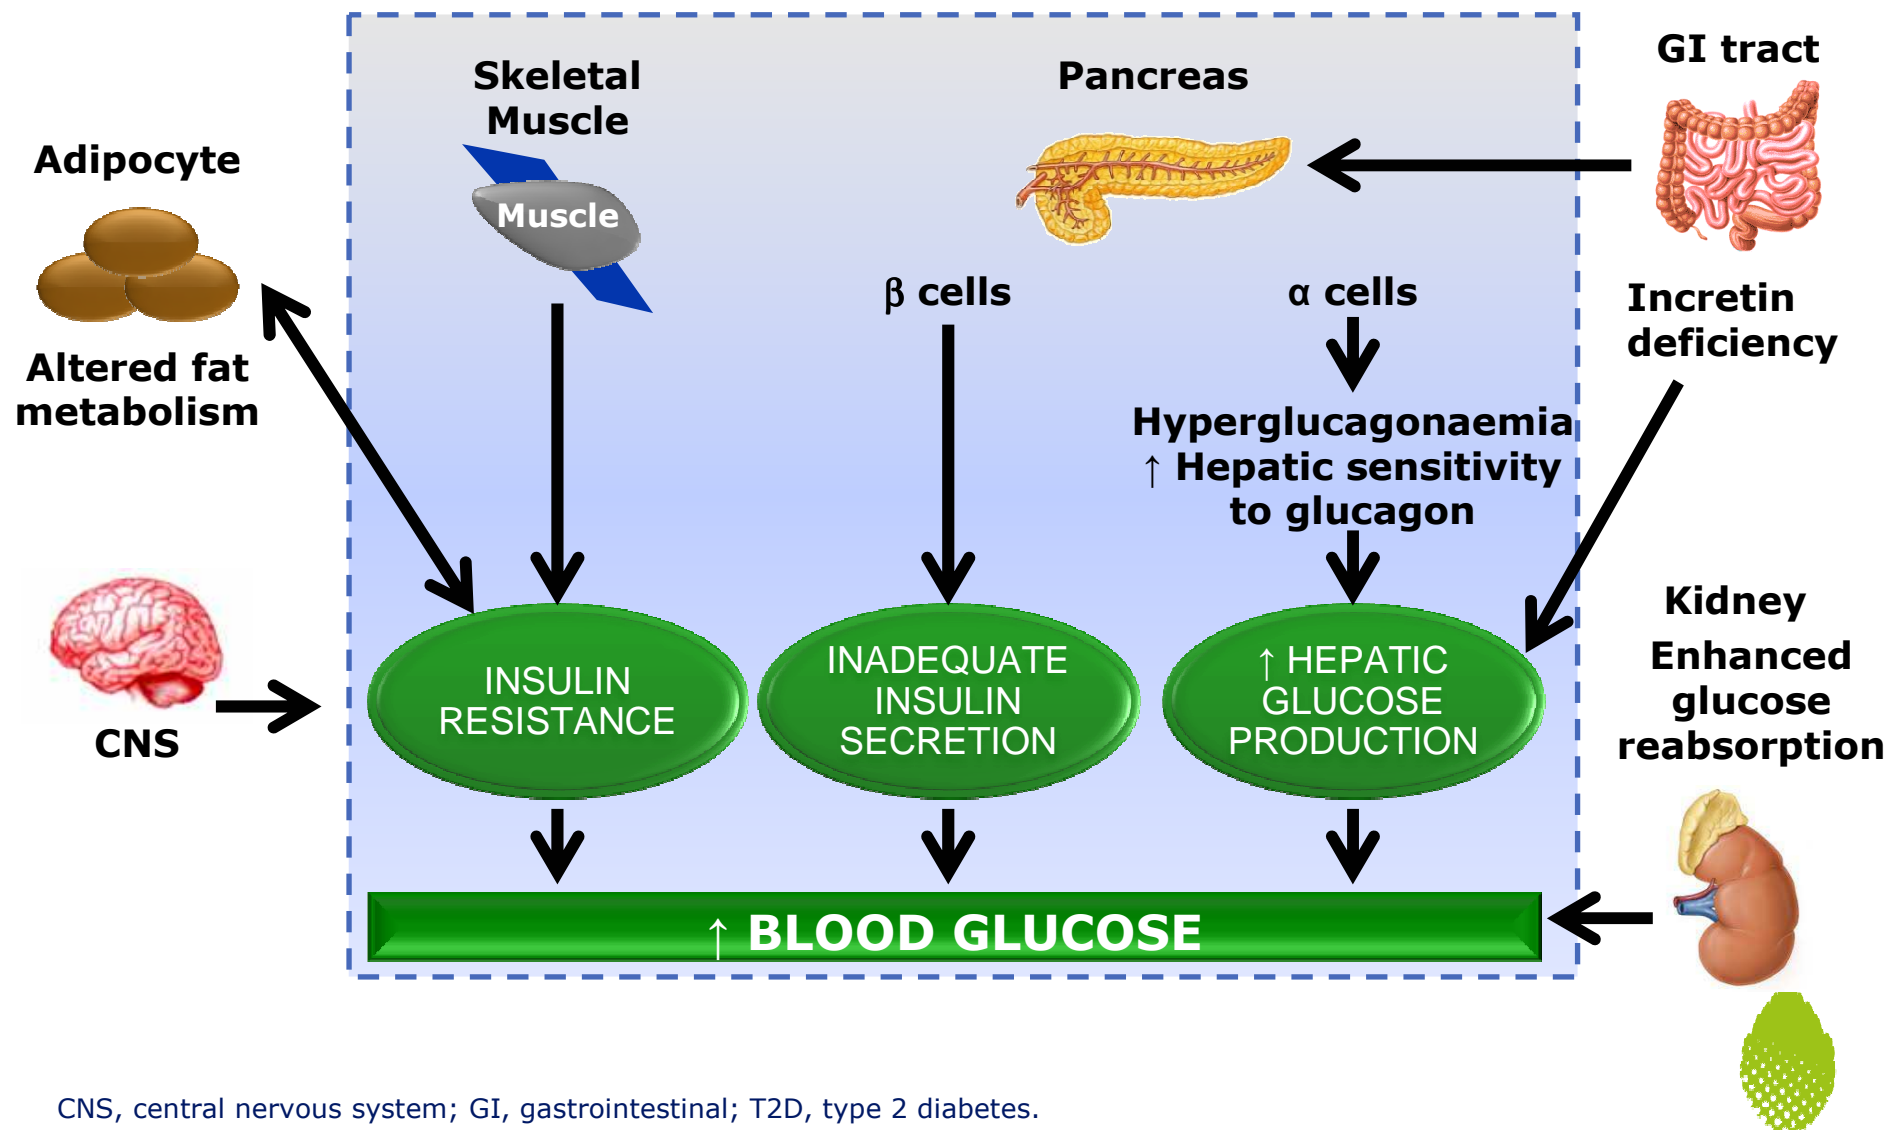 Skeletal
Muscle
Muscle
Pancreas
GI tract
Adipocyte
Altered fat
metabolism
β cells
α cells
Incretin
deficiency
Hyperglucagonaemia
↑ Hepatic sensitivity
to glucagon
CNS
Kidney
Enhanced
glucose
reabsorption
INSULIN
RESISTANCE
INADEQUATE
INSULIN
SECRETION
↑ HEPATIC
GLUCOSE
PRODUCTION
↑ BLOOD GLUCOSE
CNS, central nervous system; GI, gastrointestinal; T2D, type 2 diabetes.